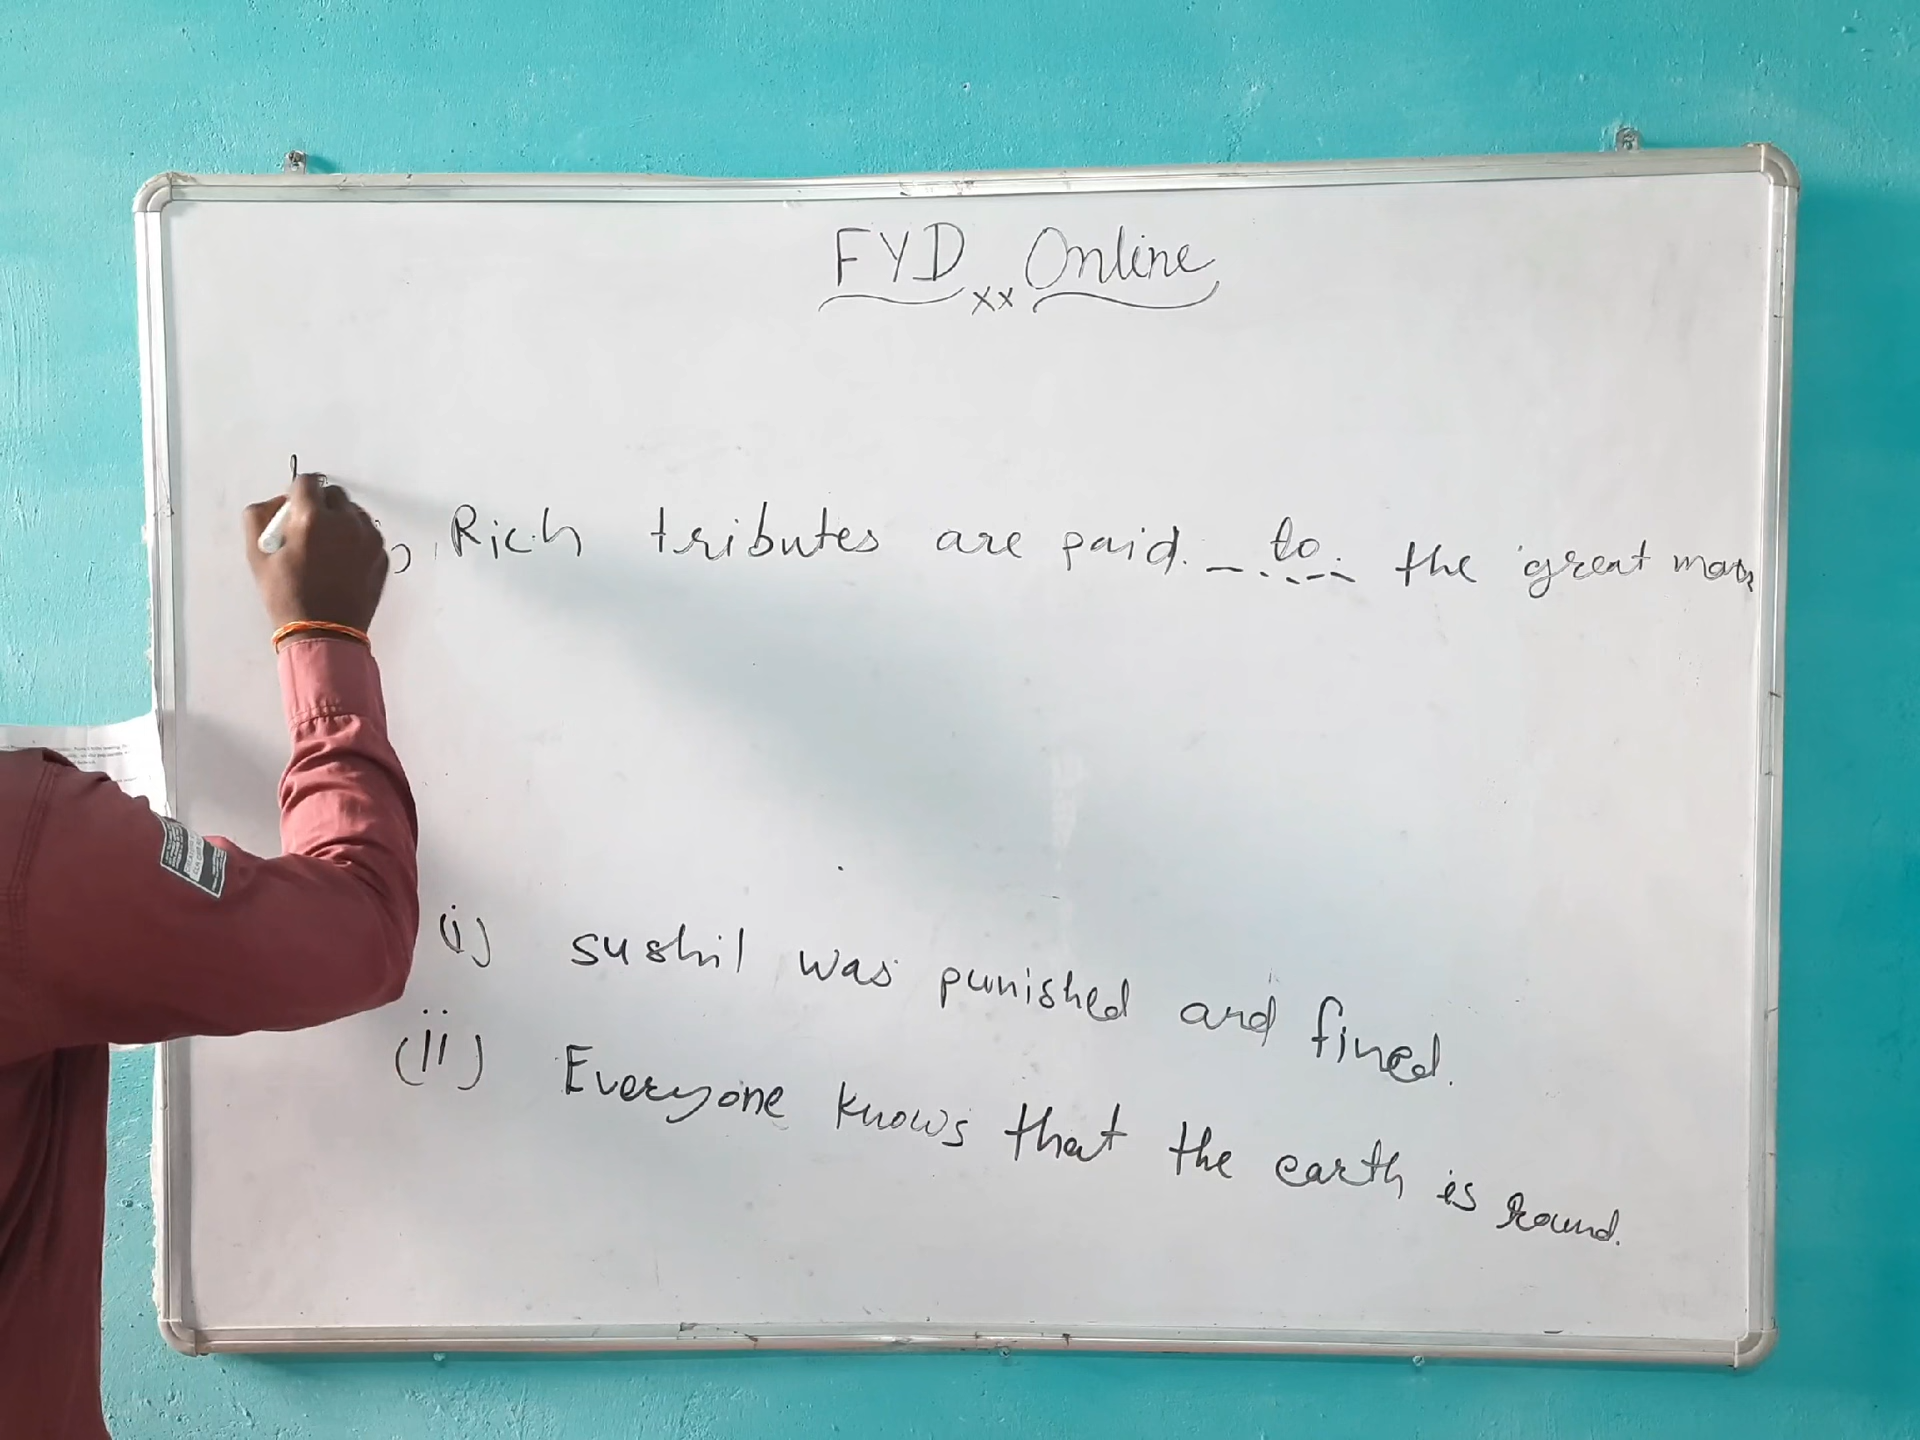 FYD xx Online
Rich tributes are paid. to. the great man
(i) sushil was punished and fined.
(ii) Everyone knows that the earth is round.